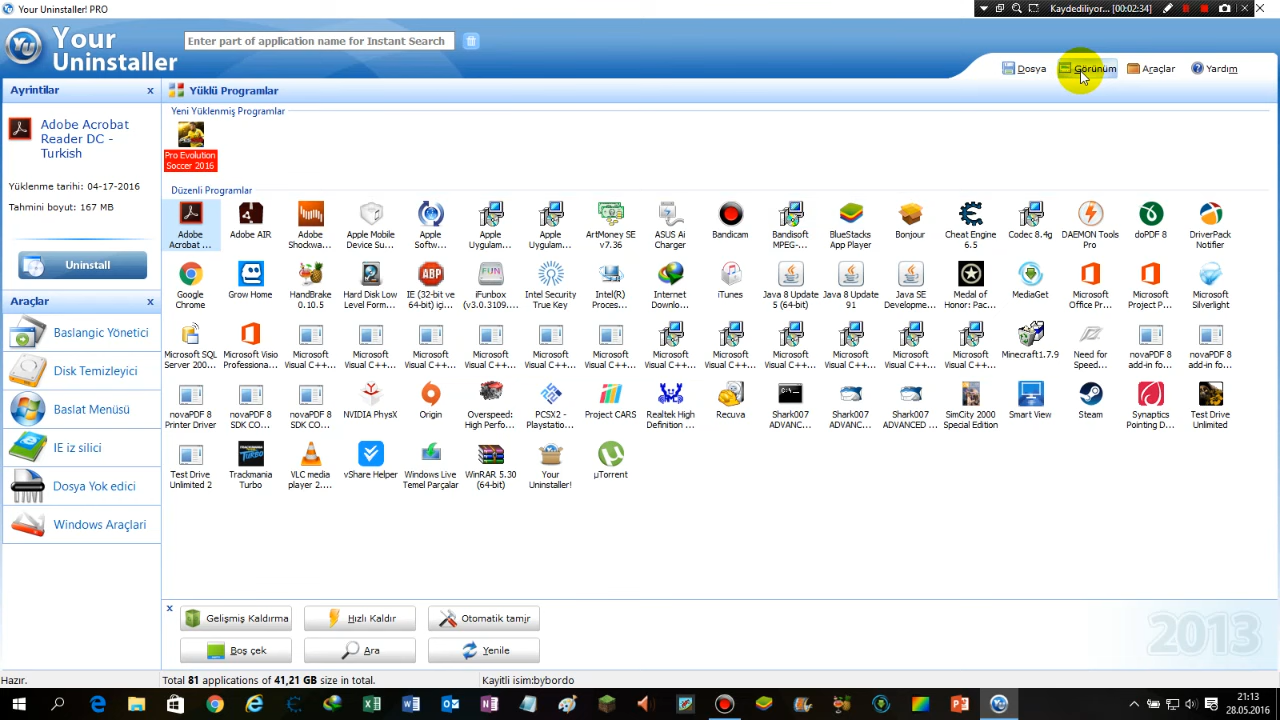 Your Uninstaller! PRO
Kaydediliyor... [00:02:34]
Your
Uninstaller
Enter part of application name for Instant Search
Dosya
Görünüm
Araçlar
Yardım
Ayrintilar x
Adobe Acrobat
Reader DC -
Turkish
Yüklenme tarihi: 04-17-2016
Tahmini boyut: 167 MB
Uninstall
Araçlar x
Baslangic Yönetici
Disk Temizleyici
Baslat Menüsü
IE iz silici
Dosya Yok edici
Windows Araçlari
Yüklü Programlar
Yeni Yüklenmiş Programlar
Pro Evolution
Soccer 2016
Düzenli Programlar
Adobe
Acrobat ...
Adobe AIR
Adobe
Shockwa...
Apple Mobile
Device Su...
Apple
Softw...
Apple
Uygulam...
Apple
Uygulam...
ArtMoney SE
v7.36
ASUS Ai
Charger
Bandicam
Bandisoft
MPEG-...
BlueStacks
App Player
Bonjour
Cheat Engine
6.5
Codec 8.4g
DAEMON Tools
Pro
doPDF 8
DriverPack
Notifier
Google
Chrome
Grow Home
HandBrake
0.10.5
Hard Disk Low
Level Form...
IE (32-bit ve
64-bit) ig...
iFunbox
(v3.0.3109....
Intel Security
True Key
Intel(R)
Proces...
Internet
Downlo...
iTunes
Java 8 Update
5 (64-bit)
Java 8 Update
91
Java SE
Developme...
Medal of
Honor: Pac...
MediaGet
Microsoft
Office Pr...
Microsoft
Project Pr...
Microsoft
Silverlight
Microsoft SQL
Server 200...
Microsoft Visio
Professiona...
Microsoft
Visual C++...
Microsoft
Visual C++...
Microsoft
Visual C++...
Microsoft
Visual C++...
Microsoft
Visual C++...
Microsoft
Visual C++...
Microsoft
Visual C++...
Microsoft
Visual C++...
Microsoft
Visual C++...
Microsoft
Visual C++...
Microsoft
Visual C++...
Microsoft
Visual C++...
Minecraft1.7.9
Need for
Speed...
novaPDF 8
add-in fo...
novaPDF 8
add-in fo...
novaPDF 8
Printer Driver
novaPDF 8
SDK CO...
novaPDF 8
SDK CO...
NVIDIA PhysX
Origin
Overspeed:
High Perfo...
PCSX2 -
Playstatio...
Project CARS
Realtek High
Definition ...
Recuva
Shark007
ADVANC...
Shark007
ADVANC...
Shark007
ADVANCED ...
SimCity 2000
Special Edition
Smart View
Steam
Synaptics
Pointing D...
Test Drive
Unlimited
Test Drive
Unlimited 2
Trackmania
Turbo
VLC media
player 2....
vShare Helper
Windows Live
Temel Parçalar
WinRAR 5.30
(64-bit)
Your
Uninstaller!
µTorrent
x
Gelişmiş Kaldırma
Hızlı Kaldır
Otomatik tamir
Boş çek
Ara
Yenile
2013
Hazır.
Total 81 applications of 41,21 GB size in total.
Kayitli isim:bybordo
21:13
28.05.2016